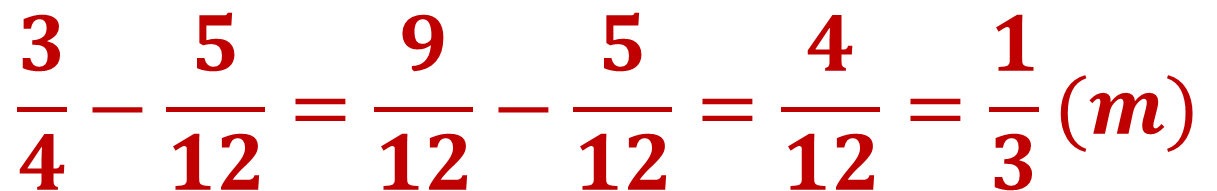 3/4 − 5/12 = 9/12 − 5/12 = 4/12 = 1/3 (m)